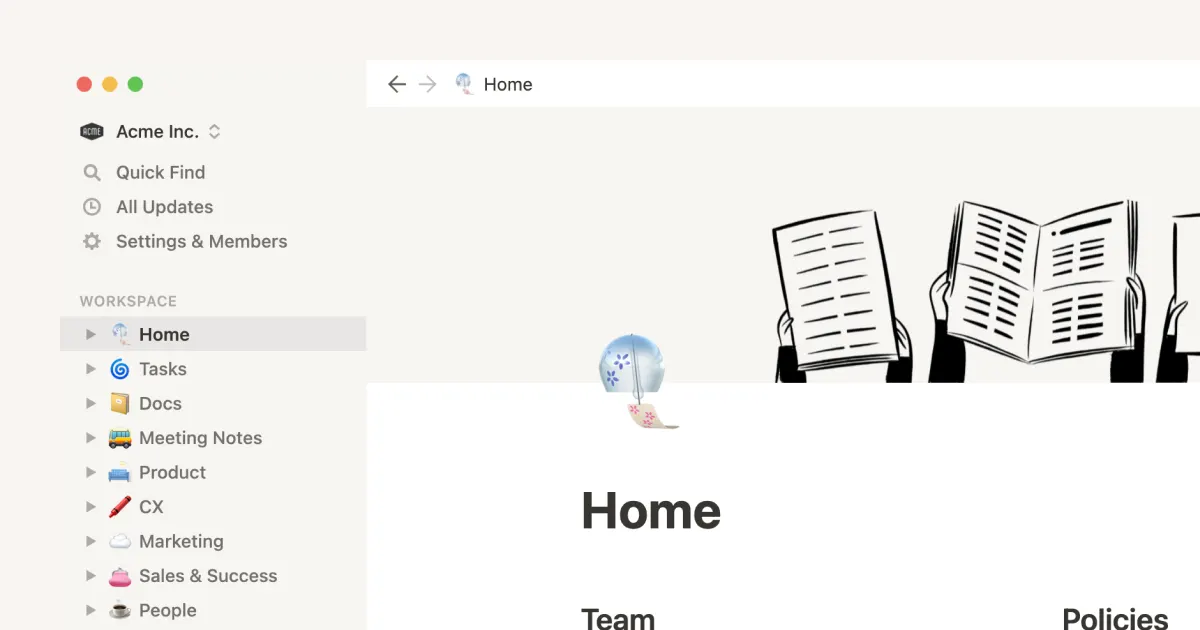 Home
ACME
Acme Inc.
Quick Find
All Updates
Settings & Members
WORKSPACE
Home
Tasks
Docs
Meeting Notes
Product
CX
Marketing
Sales & Success
People
Home
Team
Policies